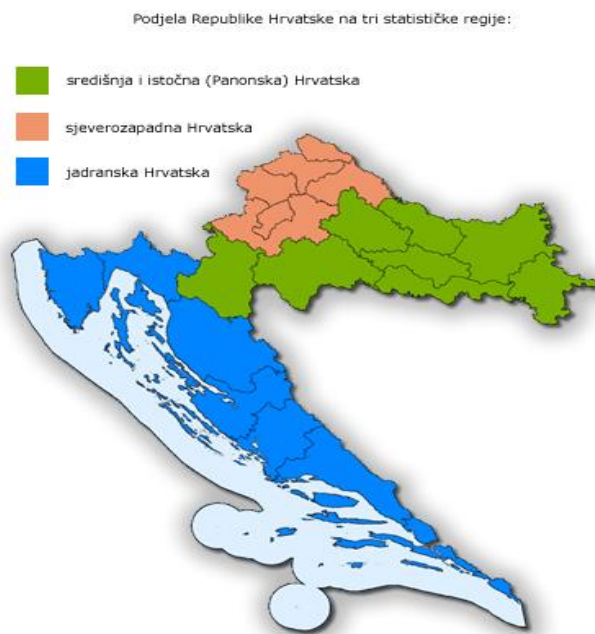 Podjela Republike Hrvatske na tri statističke regije:
središnja i istočna (Panonska) Hrvatska
sjeverozapadna Hrvatska
jadranska Hrvatska